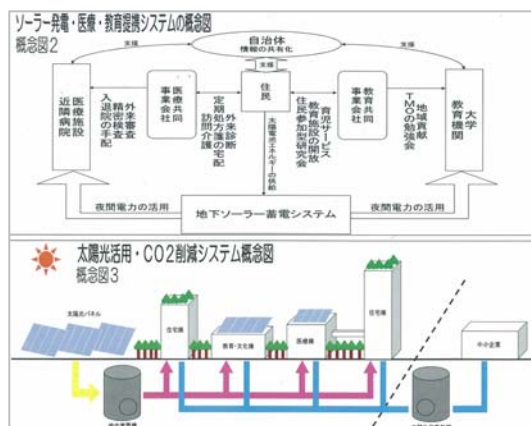 ソーラー発電・医療・教育提携システムの概念図
概念図2
自治体
情報の共有化
支援
支援
支援
医療施設
近隣病院
外来審査
精密検査
入退院の手配
医療共同
事業会社
外来診断
定期処方薬の宅配
訪問介護
住民
育児サービス
教育施設の開放
住民参加型研究会
教育共同
事業会社
地域貢献
TMOの勉強会
大学
教育機関
太陽電池エネルギーの供給
夜間電力の活用
地下ソーラー蓄電システム
夜間電力の活用
太陽光活用・CO2削減システム概念図
概念図3
太陽光パネル
住宅棟
教育・文化棟
医療棟
住宅棟
中小企業